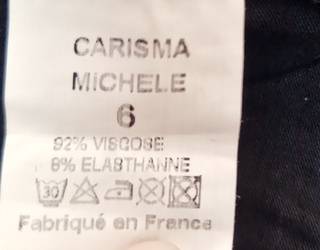 CARISMA
MiCHELE
6
92% VISCOSE
8% ELASTHANNE
30
Fabriqué en France